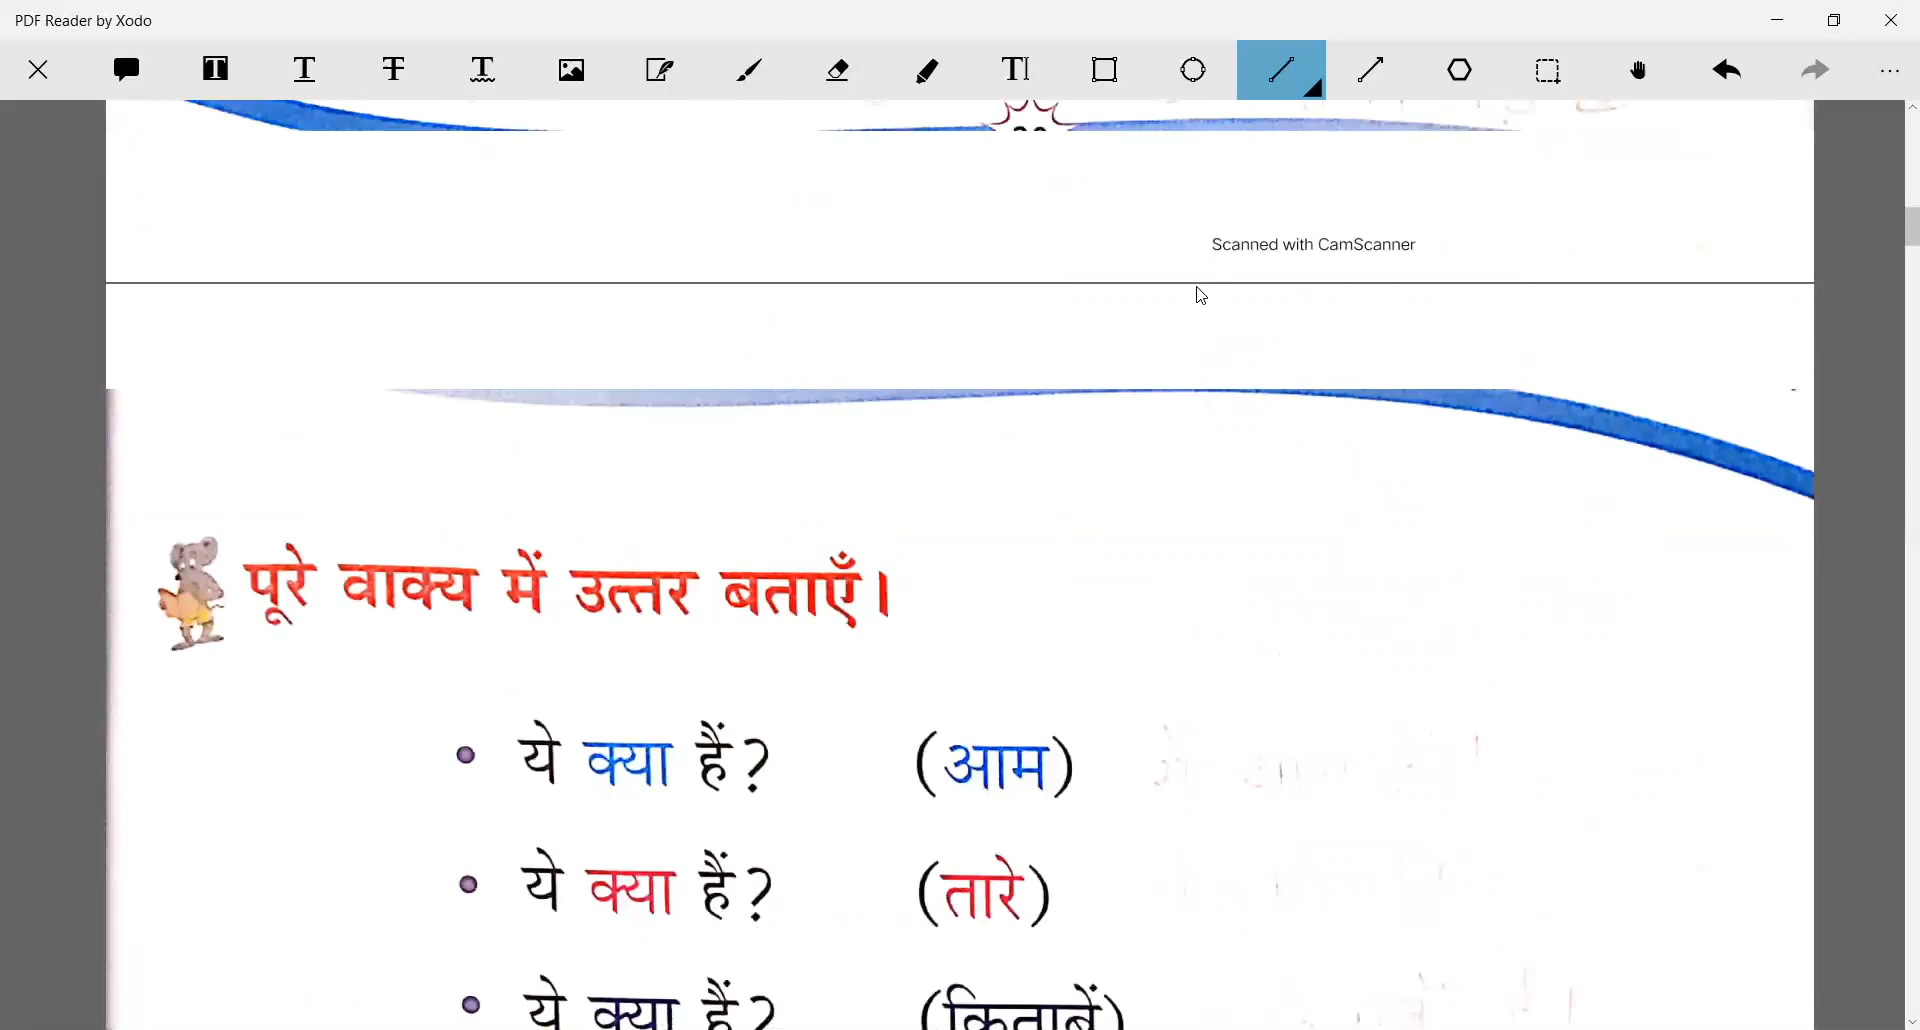 PDF Reader by Xodo
Scanned with CamScanner
पूरे वाक्य में उत्तर बताएँ।
• ये क्या हैं? (आम)
• ये क्या हैं? (तारे)
• ये क्या हैं? (किताबें)